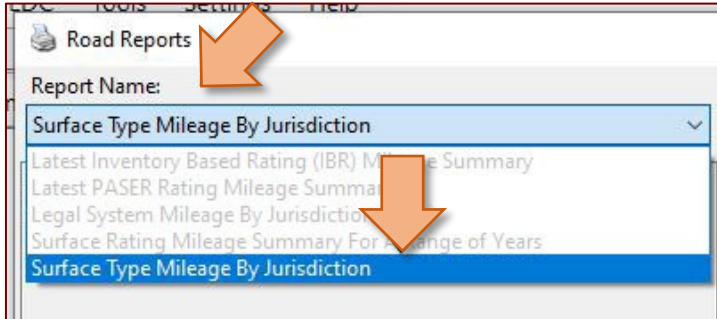 Tools Settings Help
Road Reports
Report Name:
Surface Type Mileage By Jurisdiction
Latest Inventory Based Rating (IBR) Mileage Summary
Latest PASER Rating Mileage Summary
Legal System Mileage By Jurisdiction
Surface Rating Mileage Summary For A Range of Years
Surface Type Mileage By Jurisdiction